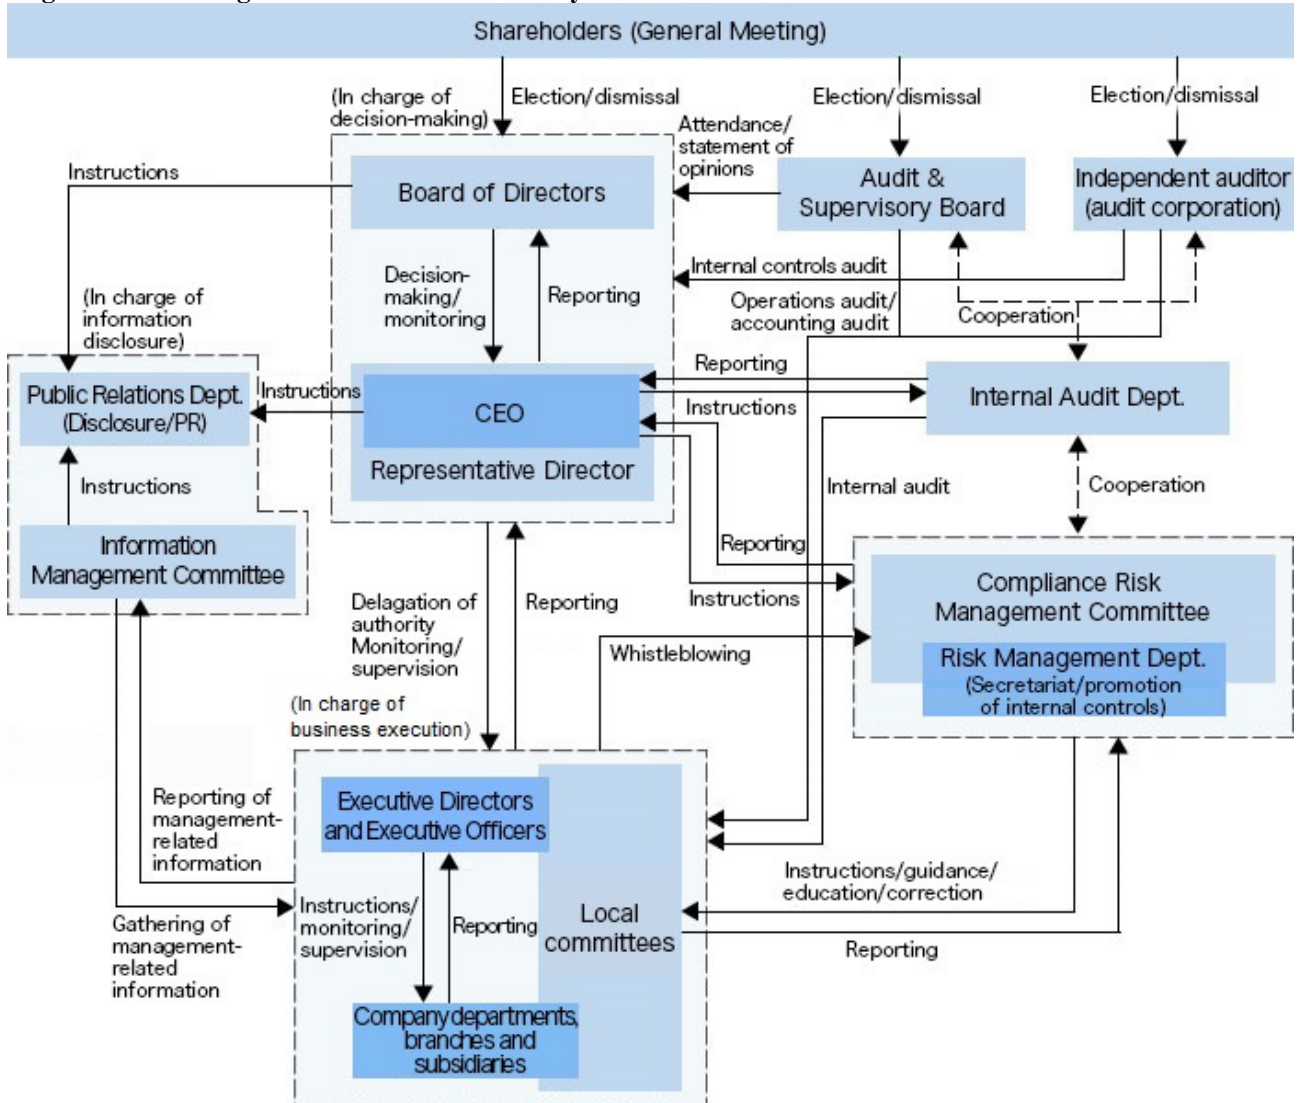 Shareholders (General Meeting)
(In charge of
decision-making)
Election/dismissal
Election/dismissal
Election/dismissal
Attendance/
statement of
opinions
Instructions
Board of Directors
Audit &
Supervisory Board
Independent auditor
(audit corporation)
Internal controls audit
Decision-
making/
monitoring
Reporting
Operations audit/
accounting audit
Cooperation
(In charge of
information
disclosure)
Public Relations Dept.
(Disclosure/PR)
Instructions
CEO
Representative Director
Reporting
Instructions
Internal Audit Dept.
Instructions
Internal audit
Cooperation
Information
Management Committee
Reporting
Instructions
Compliance Risk
Management Committee
Risk Management Dept.
(Secretariat/promotion
of internal controls)
Delagation of
authority
Monitoring/
supervision
Reporting
Whistleblowing
(In charge of
business execution)
Executive Directors
and Executive Officers
Reporting of
management-
related
information
Gathering of
management-
related
information
Instructions/
monitoring/
supervision
Reporting
Local
committees
Instructions/guidance/
education/correction
Reporting
Company departments,
branches and
subsidiaries